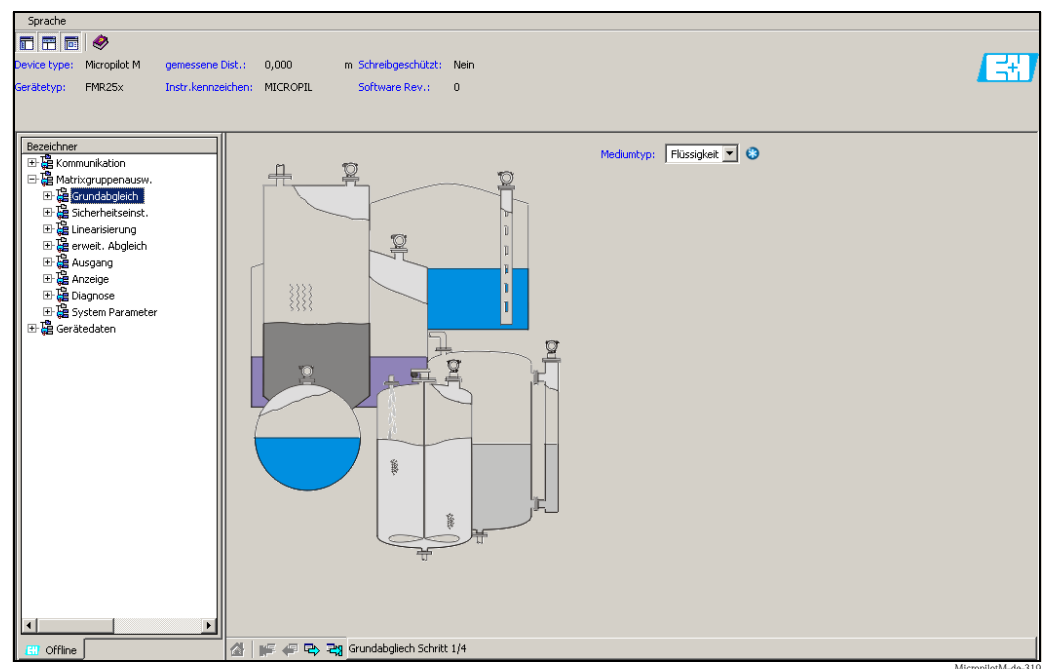 Sprache
Device type: Micropilot M gemessene Dist.: 0,000 m Schreibgeschützt: Nein
Gerätetyp: FMR25x Instr.kennzeichen: MICROPIL Software Rev.: 0
E+H
Bezeichner
Kommunikation
Matrixgruppenausw.
Grundabgleich
Sicherheitseinst.
Linearisierung
erweit. Abgleich
Ausgang
Anzeige
Diagnose
System Parameter
Gerätedaten
Mediumtyp: Flüssigkeit
Offline
Grundabgliech Schritt 1/4
MicropilotM-de-319